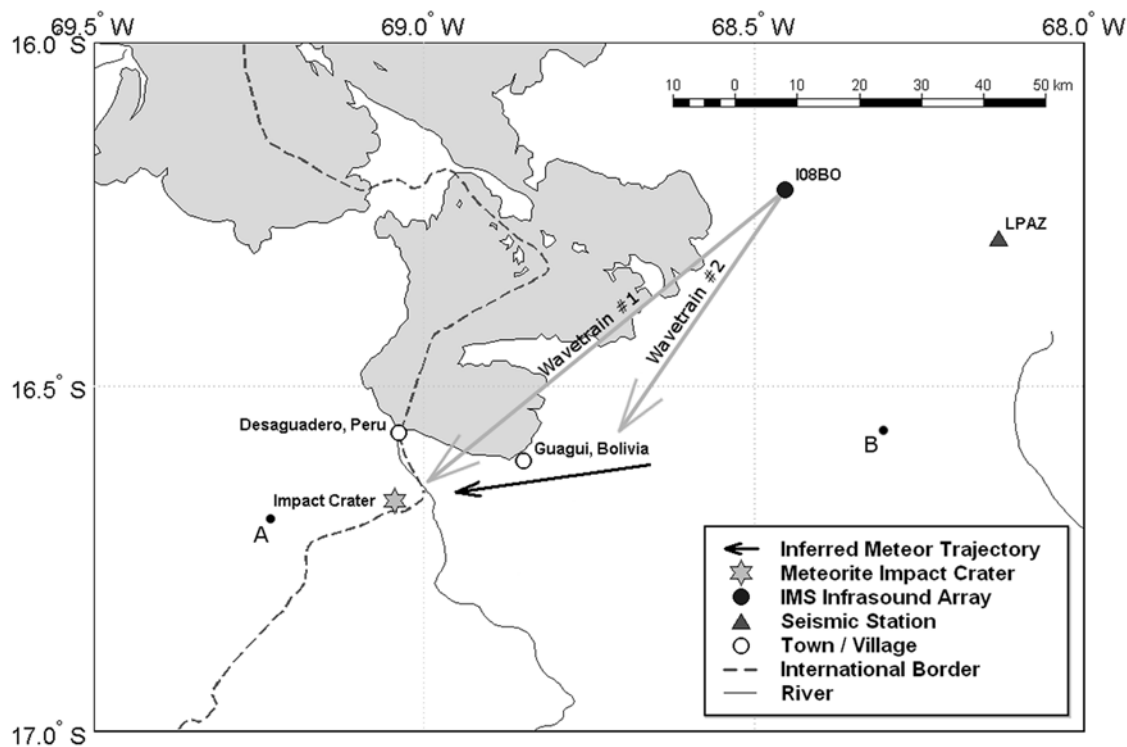 69.5° W
69.0° W
68.5° W
68.0° W
16.0° S
10 0 10 20 30 40 50 km
I08BO
LPAZ
Wavetrain #1
Wavetrain #2
16.5° S
Desaguadero, Peru
Guagui, Bolivia
B
Impact Crater
A
Inferred Meteor Trajectory
Meteorite Impact Crater
IMS Infrasound Array
Seismic Station
Town / Village
International Border
River
17.0° S